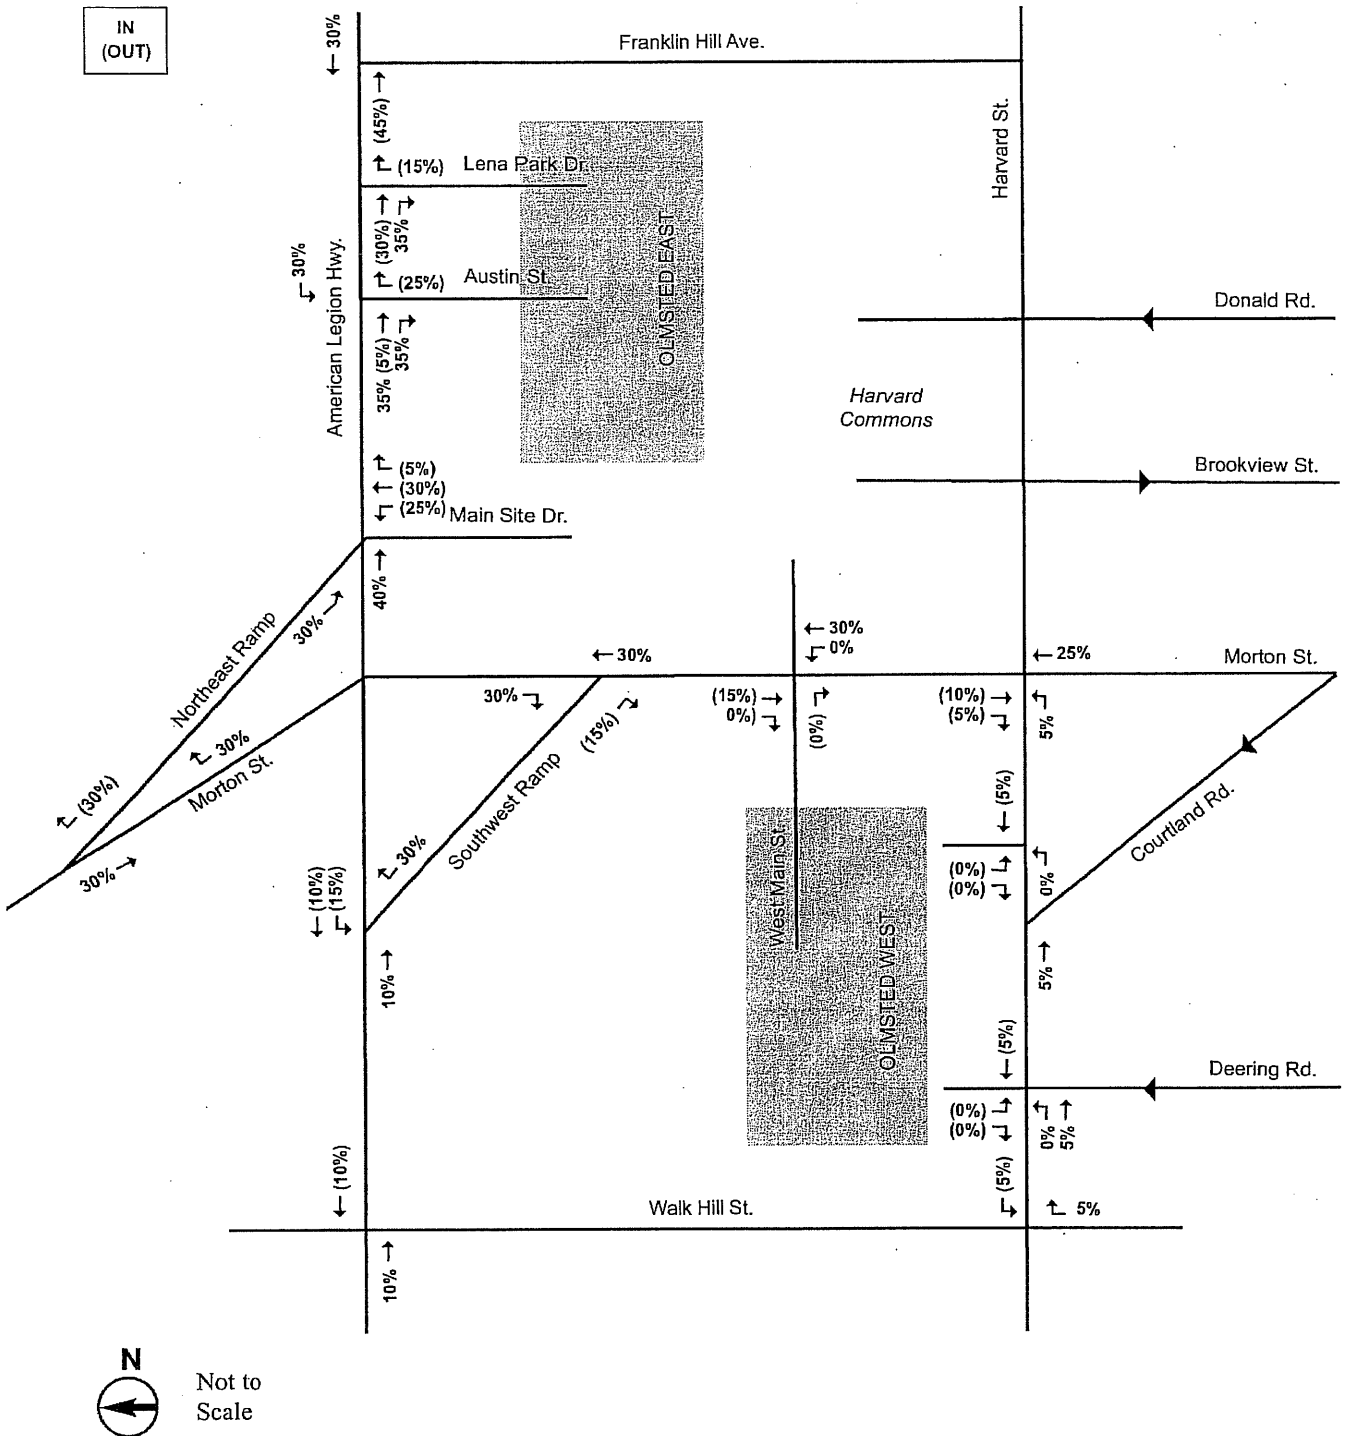 IN
(OUT)
30%
Franklin Hill Ave.
Harvard St.
(45%)
(15%)
Lena Park Dr.
(30%)
35%
30%
American Legion Hwy.
(25%)
Austin St.
OLMSTED EAST
Donald Rd.
35% (5%)
35%
Harvard
Commons
(5%)
(30%)
(25%)
Main Site Dr.
Brookview St.
40%
30%
Northeast Ramp
30%
0%
30%
25%
Morton St.
30%
(15%)
(15%)
0%)
(0%)
(10%)
(5%)
5%
30%
Morton St.
(30%)
30%
Southwest Ramp
30%
(5%)
Courtland Rd.
West Main St.
(0%)
(0%)
0%
(10%)
(15%)
OLMSTED WEST
10%
5%
(5%)
Deering Rd.
(0%)
(0%)
0%
5%
(10%)
(5%)
Walk Hill St.
5%
10%
N
Not to
Scale